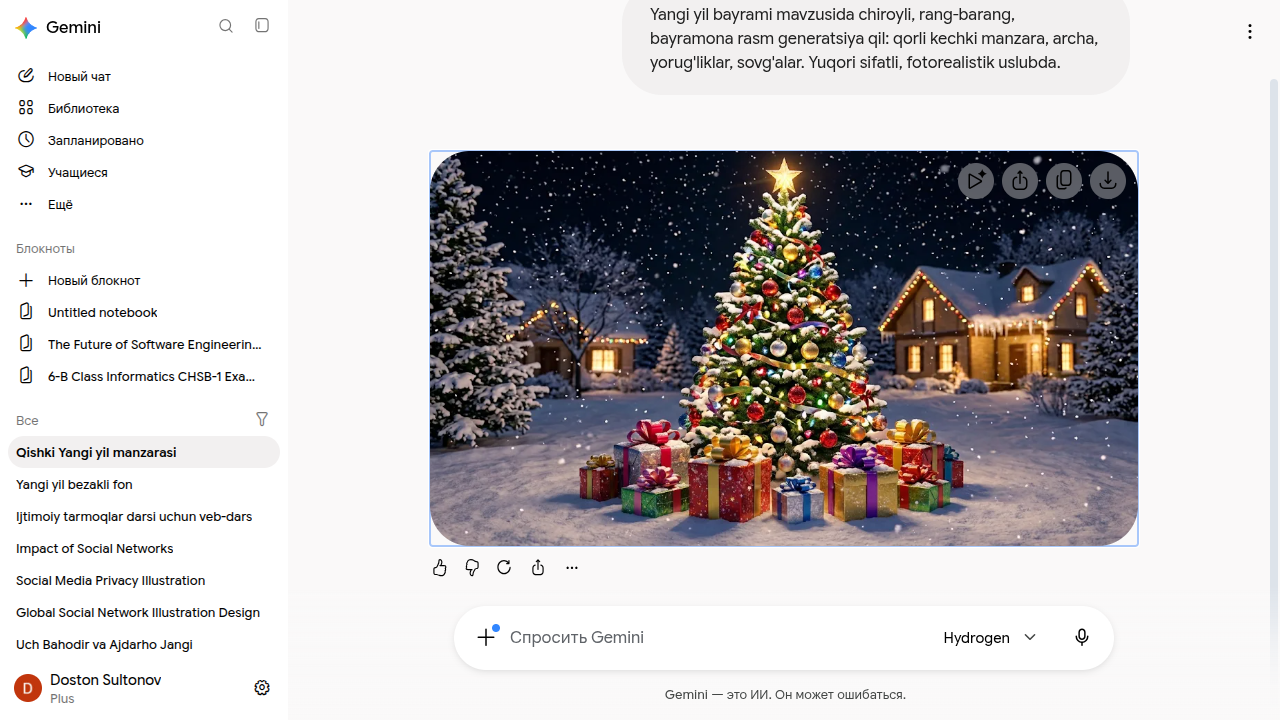 Gemini
Новый чат
Библиотека
Запланировано
Учащиеся
Ещё
Блокноты
Новый блокнот
Untitled notebook
The Future of Software Engineerin...
6-B Class Informatics CHSB-1 Exa...
Все
Qishki Yangi yil manzarasi
Yangi yil bezakli fon
Ijtimoiy tarmoqlar darsi uchun veb-dars
Impact of Social Networks
Social Media Privacy Illustration
Global Social Network Illustration Design
Uch Bahodir va Ajdarho Jangi
D
Doston Sultonov
Plus
Yangi yil bayrami mavzusida chiroyli, rang-barang,
bayramona rasm generatsiya qil: qorli kechki manzara, archa,
yorug'liklar, sovg'alar. Yuqori sifatli, fotorealistik uslubda.
Спросить Gemini
Hydrogen
Gemini — это ИИ. Он может ошибаться.